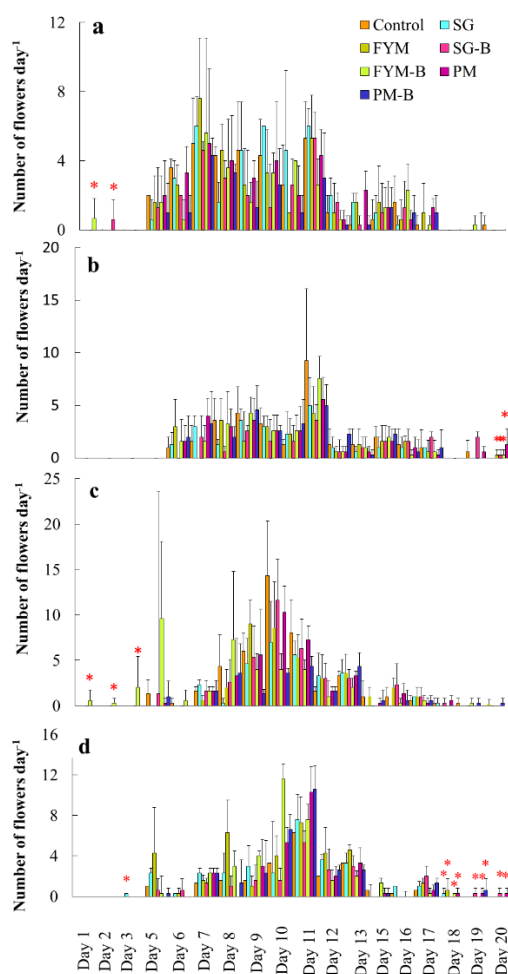 a
Control
SG
FYM
SG-B
FYM-B
PM
PM-B
Number of flowers day-1
12
8
4
0
*
*
b
Number of flowers day-1
20
15
10
5
0
*
**
c
Number of flowers day-1
25
20
15
10
5
0
*
*
*
d
Number of flowers day-1
16
12
8
4
0
*
*
*
*
*
*
*
*
*
*
*
Day 1
Day 2
Day 3
Day 5
Day 6
Day 7
Day 8
Day 9
Day 10
Day 11
Day 12
Day 13
Day 15
Day 16
Day 17
Day 18
Day 19
Day 20